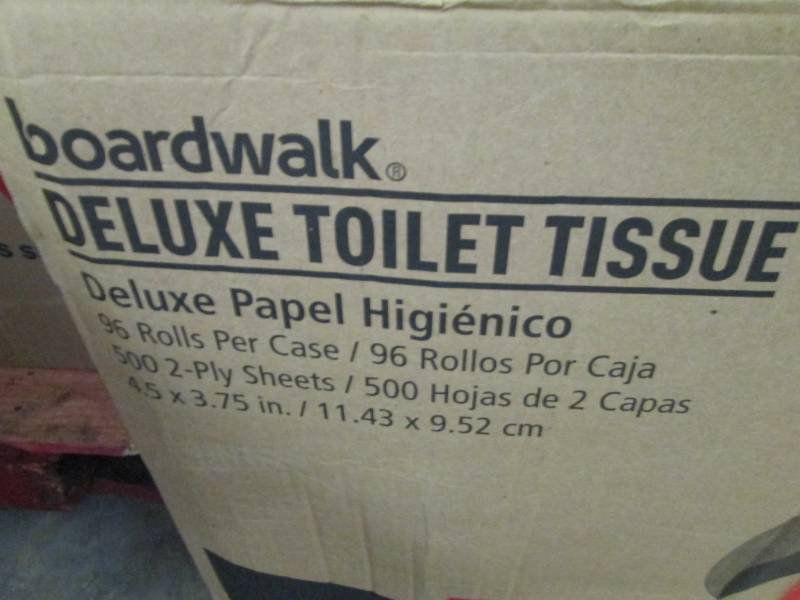 boardwalk®
DELUXE TOILET TISSUE
Deluxe Papel Higiénico
96 Rolls Per Case / 96 Rollos Por Caja
500 2-Ply Sheets / 500 Hojas de 2 Capas
4.5 x 3.75 in. / 11.43 x 9.52 cm